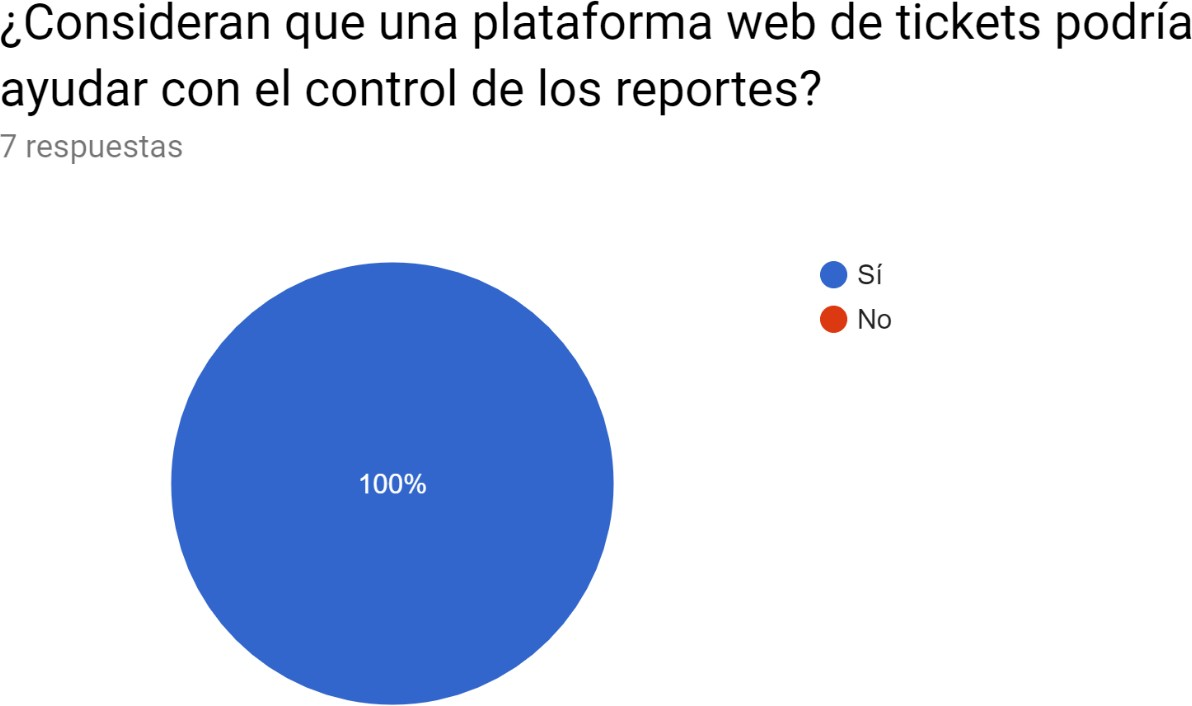 ¿Consideran que una plataforma web de tickets podría
ayudar con el control de los reportes?
7 respuestas
Sí
No
100%